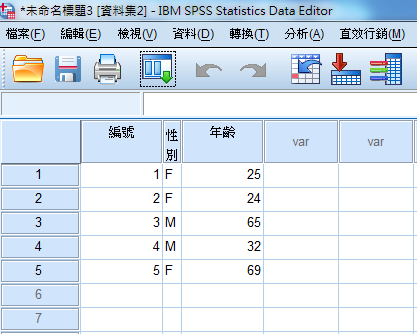 *未命名標題3 [資料集2] - IBM SPSS Statistics Data Editor
檔案(F) 編輯(E) 檢視(V) 資料(D) 轉換(T) 分析(A) 直效行銷(M)
編號 性別 年齡 var var
1 1 F 25
2 2 F 24
3 3 M 65
4 4 M 32
5 5 F 69
6
7